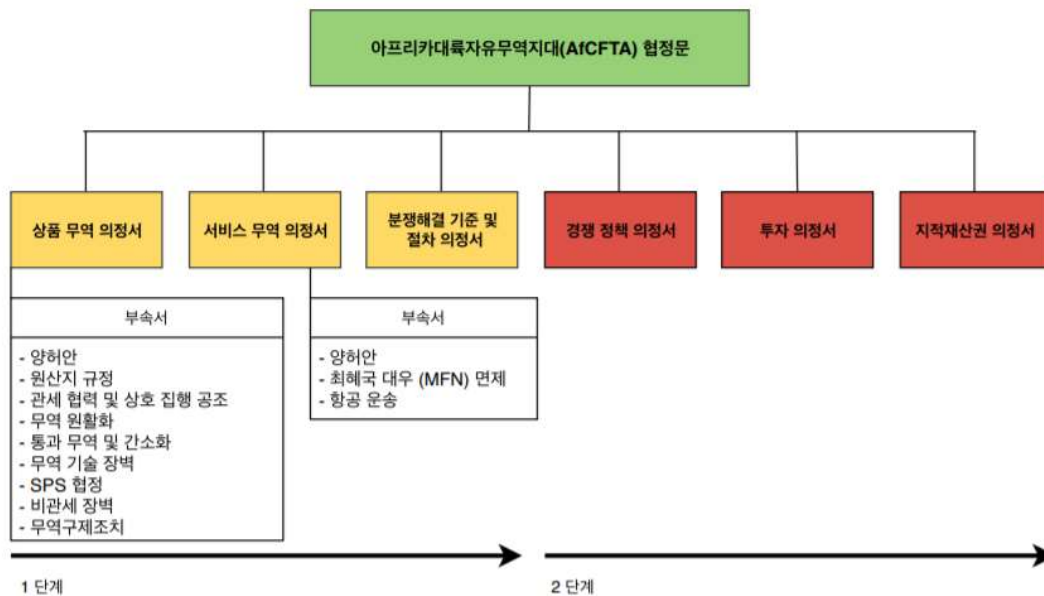 아프리카대륙자유무역지대(AfCFTA) 협정문
상품 무역 의정서
서비스 무역 의정서
분쟁해결 기준 및
절차 의정서
경쟁 정책 의정서
투자 의정서
지적재산권 의정서
부속서
- 양허안
- 원산지 규정
- 관세 협력 및 상호 집행 공조
- 무역 원활화
- 통과 무역 및 간소화
- 무역 기술 장벽
- SPS 협정
- 비관세 장벽
- 무역구제조치
부속서
- 양허안
- 최혜국 대우 (MFN) 면제
- 항공 운송
1 단계
2 단계